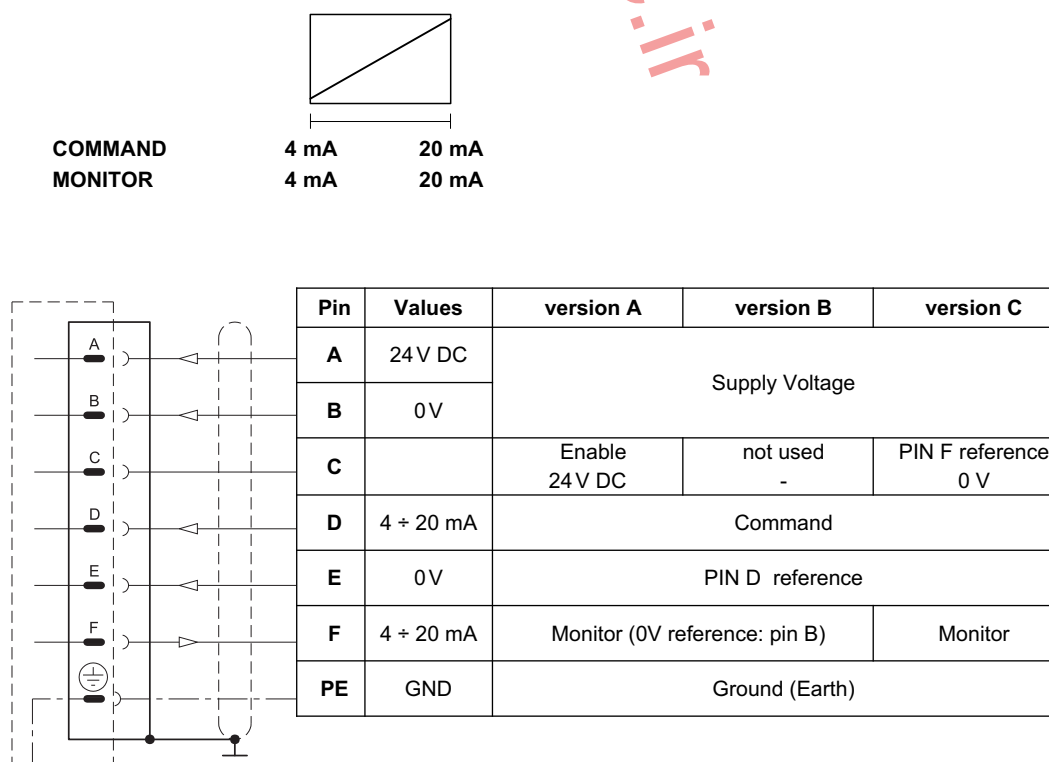 .ir
COMMAND 4 mA 20 mA
MONITOR 4 mA 20 mA
Pin Values version A version B version C
A 24 V DC Supply Voltage
B 0 V
C Enable 24 V DC not used - PIN F reference 0 V
D 4 ÷ 20 mA Command
E 0 V PIN D reference
F 4 ÷ 20 mA Monitor (0V reference: pin B) Monitor
PE GND Ground (Earth)
A
B
C
D
E
F